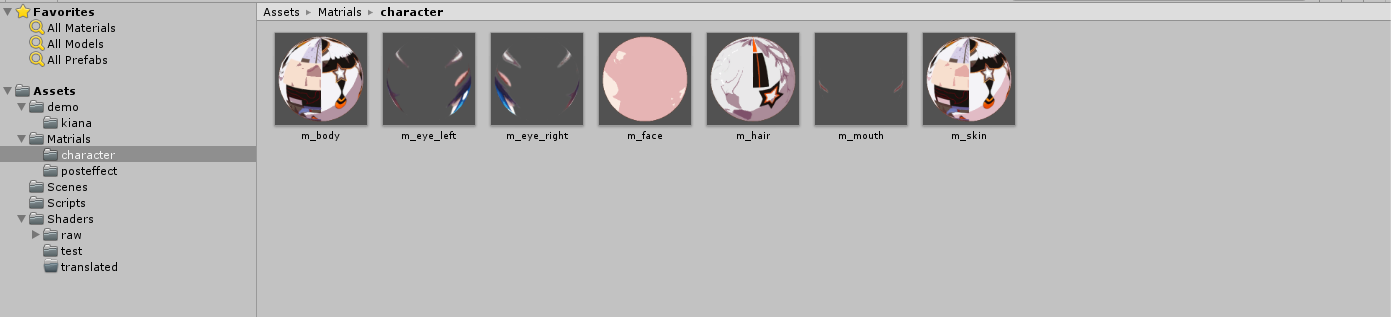 Favorites
All Materials
All Models
All Prefabs
Assets
demo
kiana
Matrials
character
posteffect
Scenes
Scripts
Shaders
raw
test
translated
Assets ▸ Matrials ▸ character
m_body m_eye_left m_eye_right m_face m_hair m_mouth m_skin